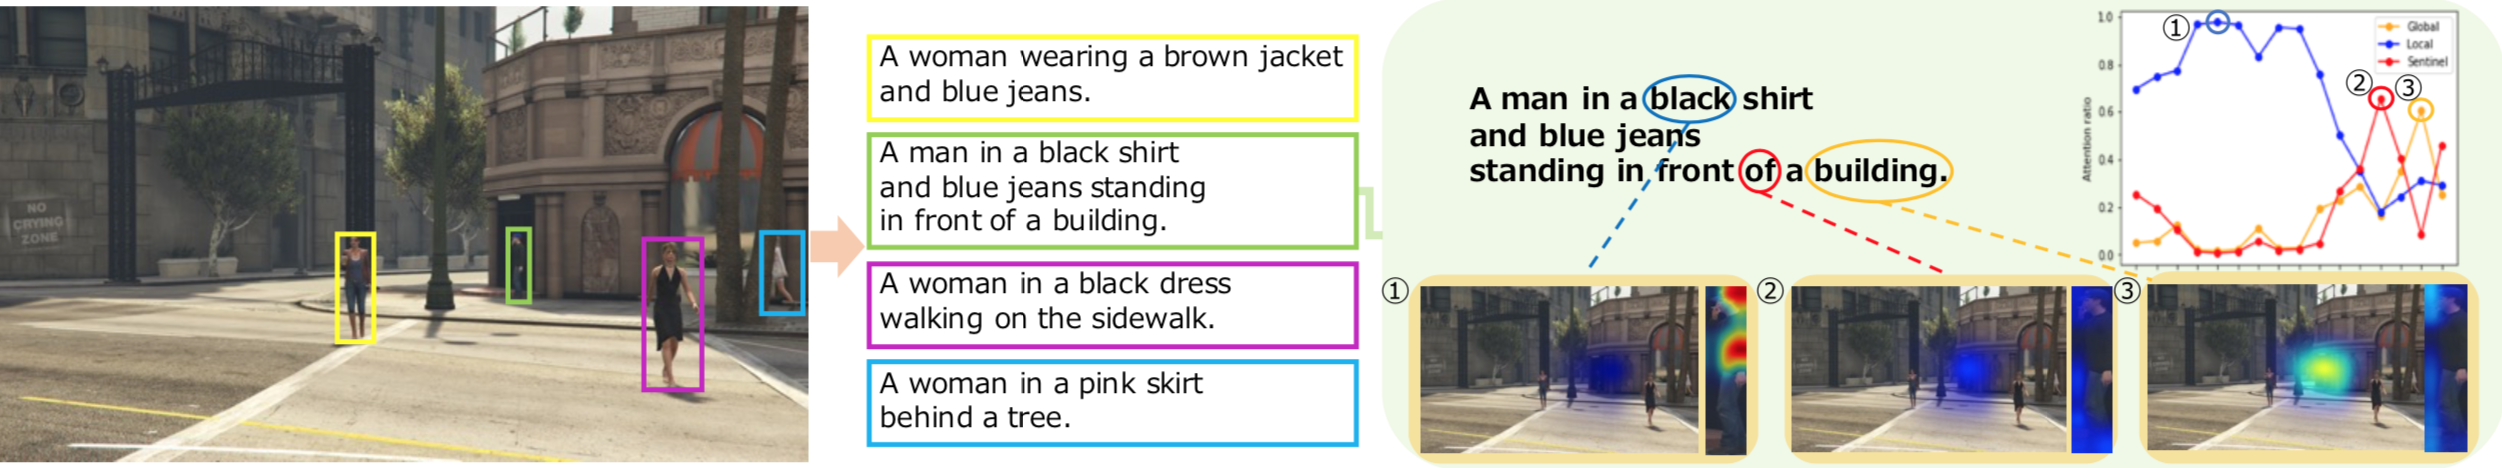 NO
CRYING
ZONE
A woman wearing a brown jacket
and blue jeans.
A man in a black shirt
and blue jeans standing
in front of a building.
A woman in a black dress
walking on the sidewalk.
A woman in a pink skirt
behind a tree.
A man in a black shirt
and blue jeans
standing in front of a building.
Attention ratio
1.0
0.8
0.6
0.4
0.2
0.0
Global
Local
Sentinel
①
②
③
①
②
③